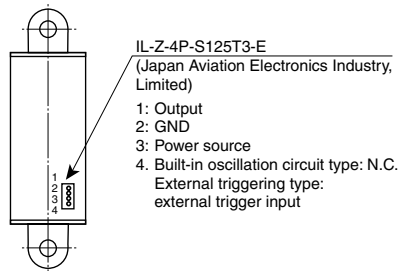 IL-Z-4P-S125T3-E
(Japan Aviation Electronics Industry,
Limited)
1: Output
2: GND
3: Power source
4. Built-in oscillation circuit type: N.C.
External triggering type:
external trigger input
1
2
3
4